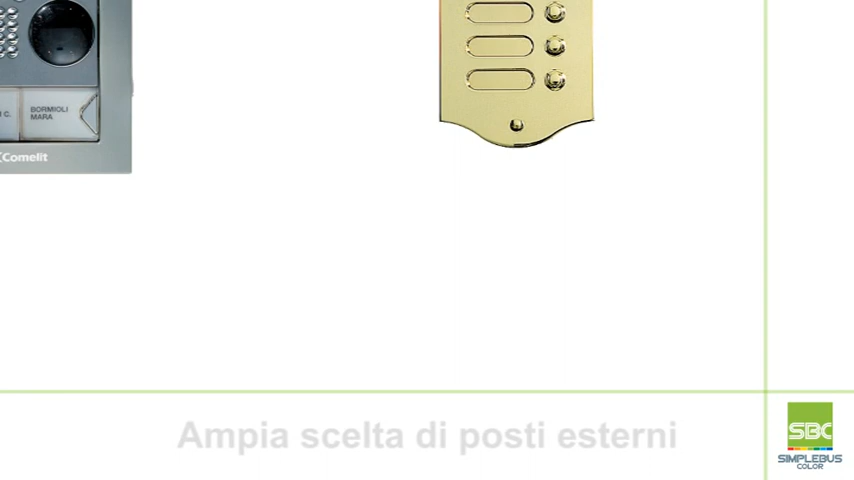 C.
BORMIOLI
MARA
Comelit
Ampia scelta di posti esterni
SBC
SIMPLEBUS
COLOR